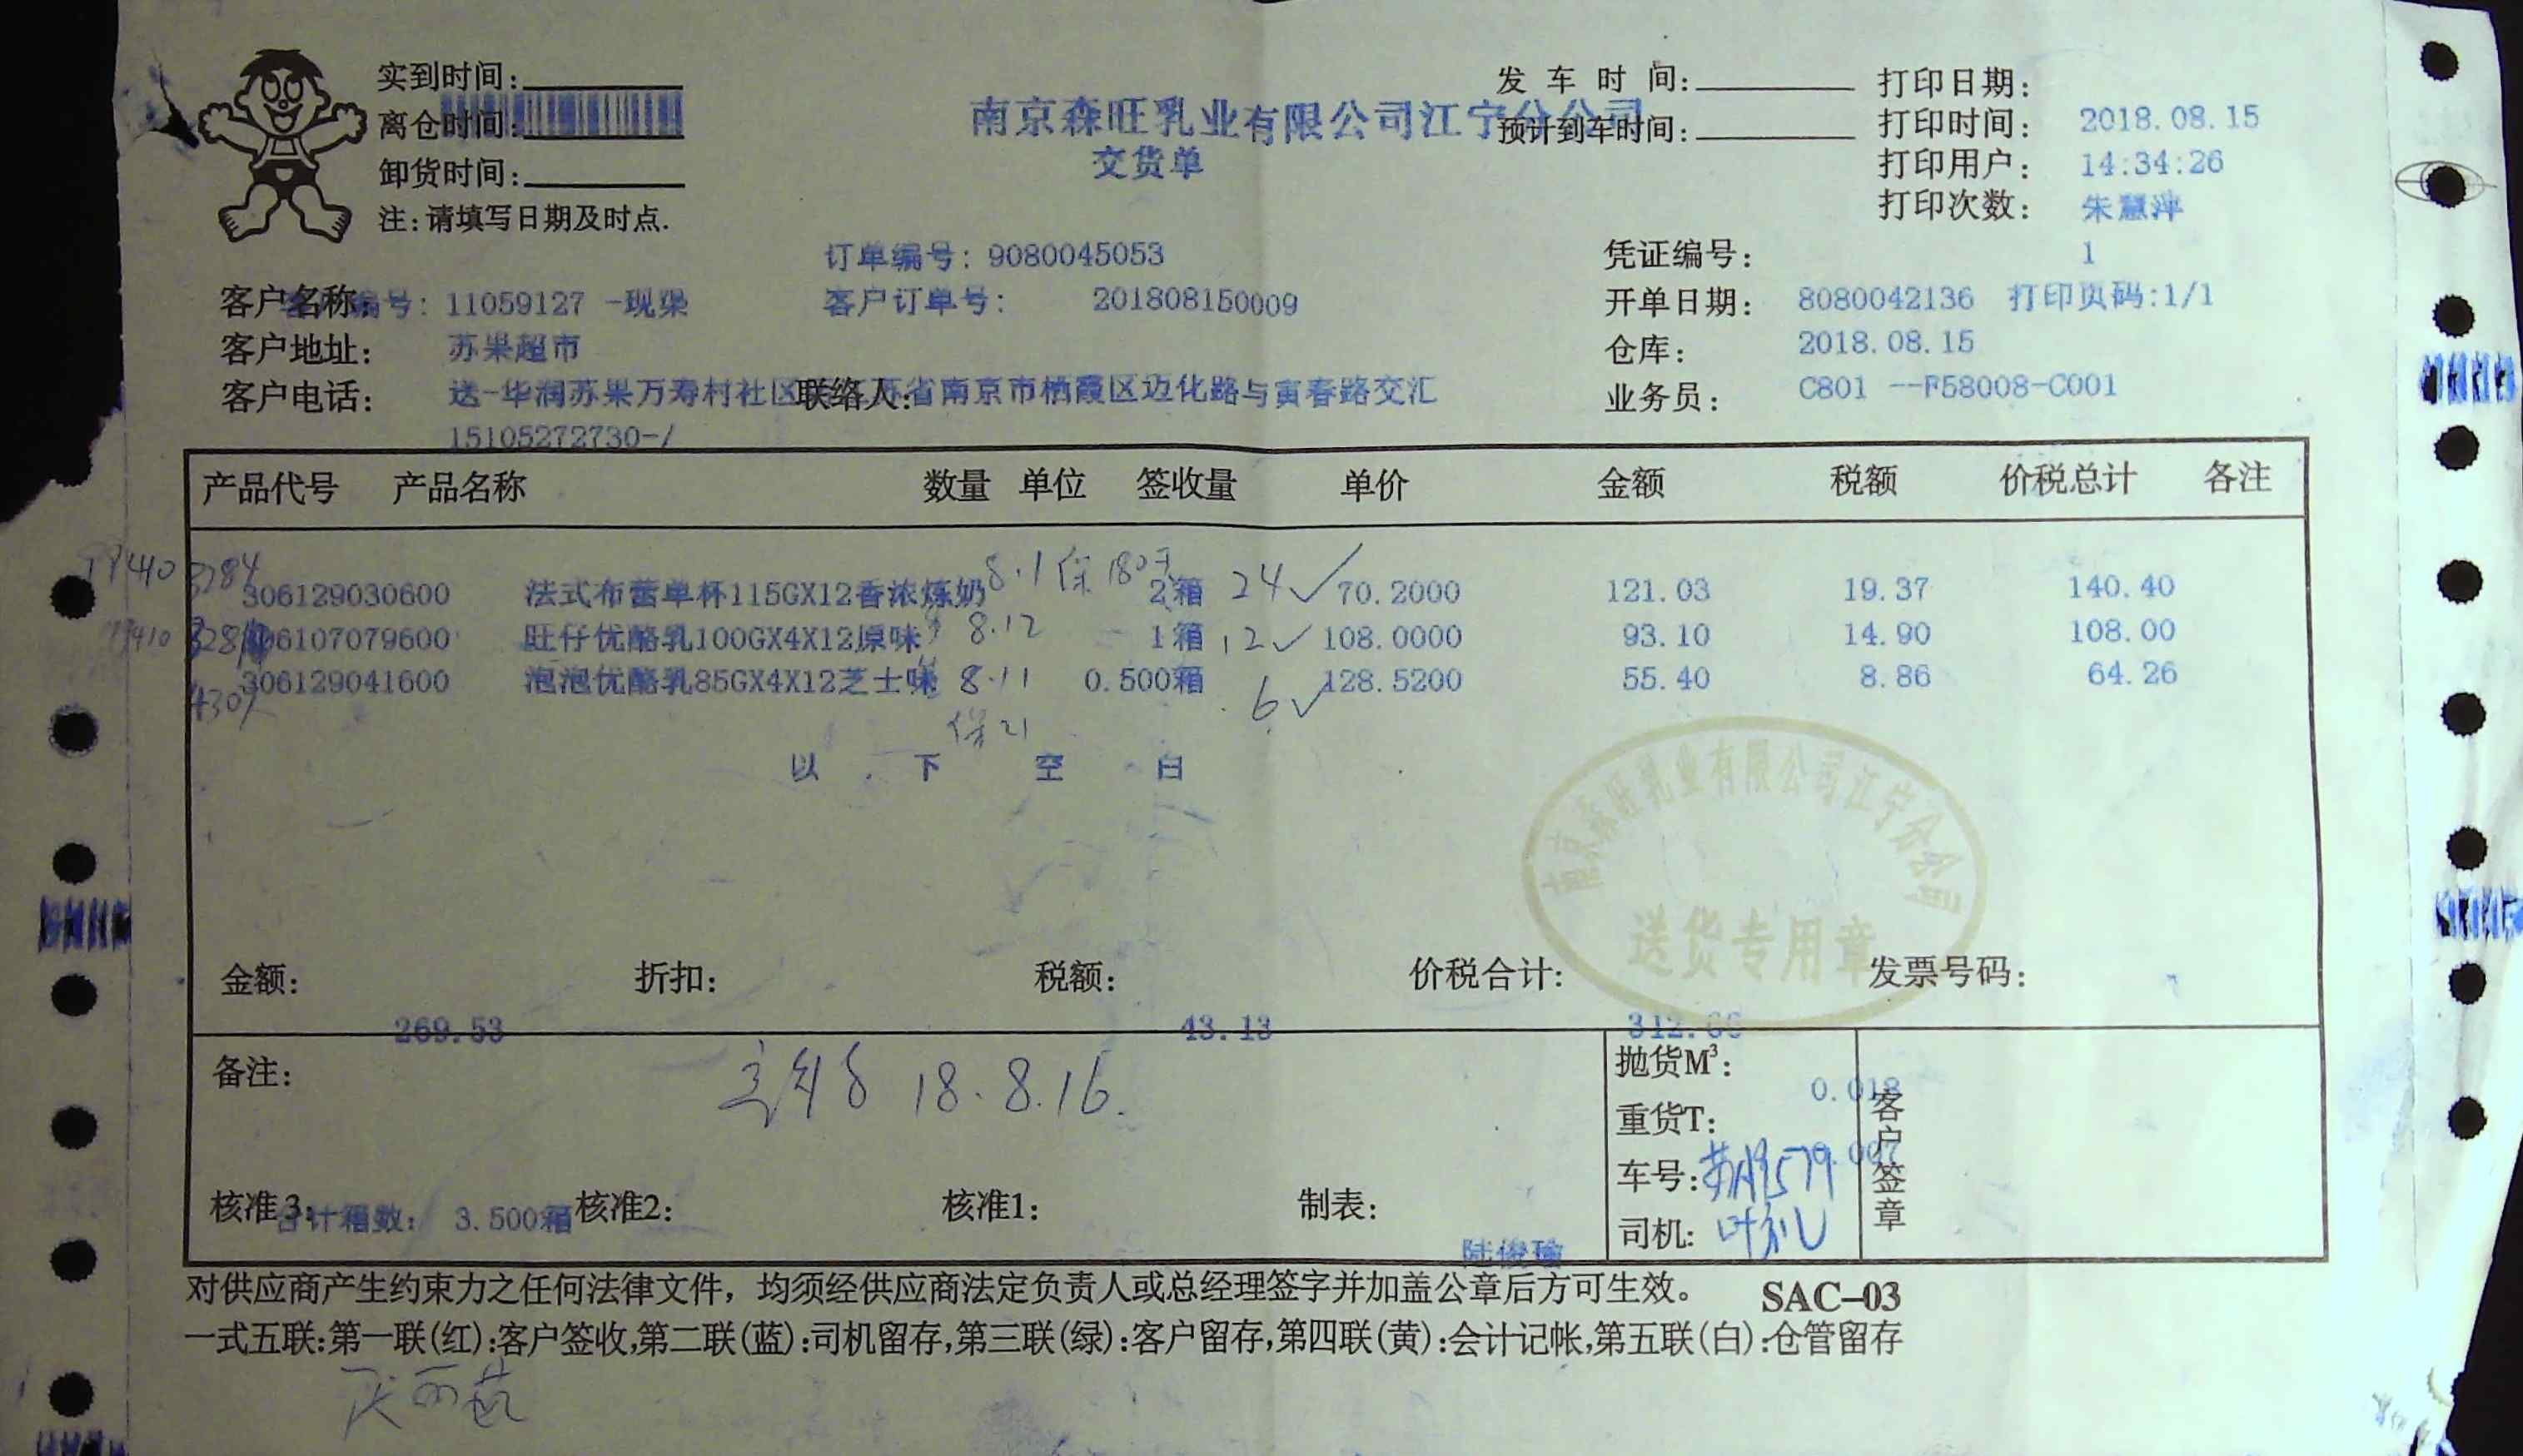 实到时间:
离仓时间:
卸货时间:
注:请填写日期及时点.
南京森旺乳业有限公司江宁分公司
交货单
发车时间:
预计到车时间:
打印日期:
打印时间: 2018.08.15
打印用户: 14:34:26
打印次数: 朱慧萍
订单编号: 9080045053
凭证编号: 1
客户名称: 编号: 11059127 -现渠
客户订单号: 201808150009
开单日期: 8080042136 打印页码:1/1
客户地址: 苏果超市
仓库: 2018.08.15
客户电话: 送-华润苏果万寿村社区 联络人: 省南京市栖霞区迈化路与寅春路交汇
业务员: C801 --F58008-C001
15105272730-/
产品代号 产品名称 数量 单位 签收量 单价 金额 税额 价税总计 各注
8.1 保180天
306129030600 法式布蕾单杯115GX12香浓炼奶 2箱 24✓ 70.2000 121.03 19.37 140.40
06107079600 旺仔优酪乳100GX4X12原味 8.12 1箱 12✓ 108.0000 93.10 14.90 108.00
306129041600 泡泡优酪乳85GX4X12芝士味 8.11 0.500箱 6✓ 128.5200 55.40 8.86 64.26
保21
以下空白
南京森旺乳业有限公司江宁分公司
送货专用章
金额: 折扣: 税额: 价税合计: 发票号码:
269.53 43.13 312.66
备注:
18.8.16.
抛货M³: 0.018
重货T:
车号:
司机:
客户签章
核准3: 合计箱数: 3.500箱 核准2: 核准1: 制表:
陆俊瑜
对供应商产生约束力之任何法律文件，均须经供应商法定负责人或总经理签字并加盖公章后方可生效。 SAC-03
一式五联:第一联(红):客户签收,第二联(蓝):司机留存,第三联(绿):客户留存,第四联(黄):会计记帐,第五联(白):仓管留存